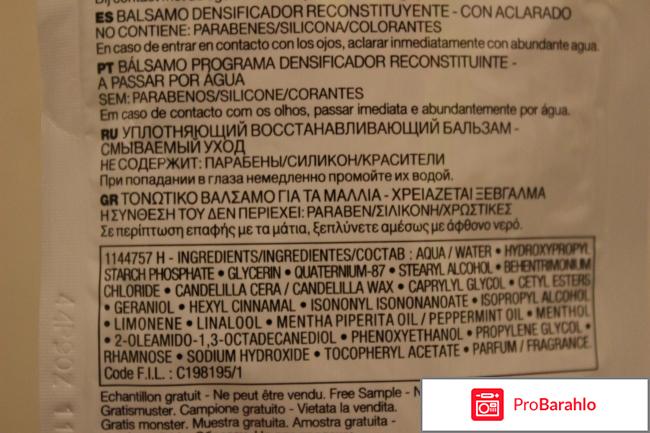 ES BALSAMO DENSIFICADOR RECONSTITUYENTE - CON ACLARADO
NO CONTIENE: PARABENES/SILICONA/COLORANTES
En caso de entrar en contacto con los ojos, aclarar inmediatamente con abundante agua.
PT BÁLSAMO PROGRAMA DENSIFICADOR RECONSTITUINTE -
A PASSAR POR ÁGUA
SEM: PARABENOS/SILICONE/CORANTES
Em caso de contacto com os olhos, passar imediata e abundantemente por água.
RU УПЛОТНЯЮЩИЙ ВОССТАНАВЛИВАЮЩИЙ БАЛЬЗАМ -
СМЫВАЕМЫЙ УХОД
НЕ СОДЕРЖИТ: ПАРАБЕНЫ/СИЛИКОН/КРАСИТЕЛИ
При попадании в глаза немедленно промойте их водой.
GR ΤΟΝΩΤΙΚΟ ΒΑΛΣΑΜΟ ΓΙΑ ΤΑ ΜΑΛΛΙΑ - ΧΡΕΙΑΖΕΤΑΙ ΞΕΒΓΑΛΜΑ
Η ΣΥΝΘΕΣΗ ΤΟΥ ΔΕΝ ΠΕΡΙΕΧΕΙ: PARABEN/ΣΙΛΙΚΟΝΗ/ΧΡΩΣΤΙΚΕΣ
Σε περίπτωση επαφής με τα μάτια, ξεπλύνετε αμέσως με άφθονο νερό.
1144757 H - INGREDIENTS/INGREDIENTES/СОСТАВ : AQUA / WATER • HYDROXYPROPYL
STARCH PHOSPHATE • GLYCERIN • QUATERNIUM-87 • STEARYL ALCOHOL • BEHENTRIMONIUM
CHLORIDE • CANDELILLA CERA / CANDELILLA WAX • CAPRYLYL GLYCOL • CETYL ESTERS
• GERANIOL • HEXYL CINNAMAL • ISONONYL ISONONANOATE • ISOPROPYL ALCOHOL
• LIMONENE • LINALOOL • MENTHA PIPERITA OIL / PEPPERMINT OIL • MENTHOL
• 2-OLEAMIDO-1,3-OCTADECANEDIOL • PHENOXYETHANOL • PROPYLENE GLYCOL •
RHAMNOSE • SODIUM HYDROXIDE • TOCOPHERYL ACETATE • PARFUM / FRAGRANCE.
Code F.I.L. : C198195/1
Echantillon gratuit - Ne peut être vendu. Free Sample -
Gratismuster. Campione gratuito - Vietata la vendita.
Gratis monster. Muestra gratuita. Amostra gratuita -
ProBarahlo